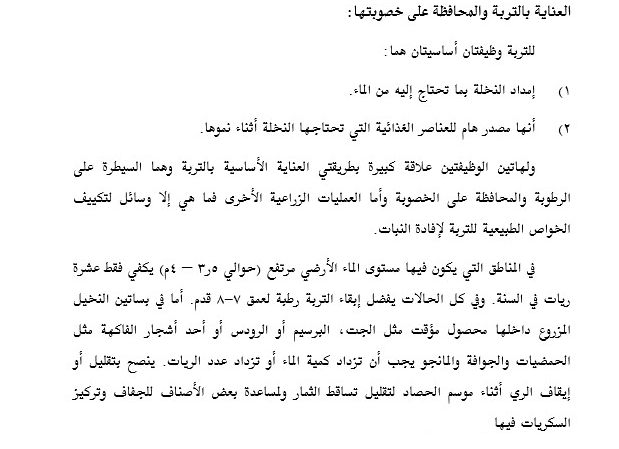 العناية بالتربة والمحافظة على خصوبتها:
للتربة وظيفتان أساسيتان هما:
١) إمداد النخلة بما تحتاج إليه من الماء.
٢) أنها مصدر هام للعناصر الغذائية التي تحتاجها النخلة أثناء نموها.
ولهاتين الوظيفتين علاقة كبيرة بطريقتي العناية الأساسية بالتربة وهما السيطرة على
الرطوبة والمحافظة على الخصوبة وأما العمليات الزراعية الأخرى فما هي إلا وسائل لتكييف
الخواص الطبيعية للتربة لإفادة النبات.
في المناطق التي يكون فيها مستوى الماء الأرضي مرتفع (حوالي ٣ر٥ – ٤م) يكفي فقط عشرة
ريات في السنة. وفي كل الحالات يفضل إبقاء التربة رطبة لعمق ٧–٨ قدم. أما في بساتين النخيل
المزروع داخلها محصول مؤقت مثل الجت، البرسيم أو الرودس أو أحد أشجار الفاكهة مثل
الحمضيات والجوافة والمانجو يجب أن تزداد كمية الماء أو تزداد عدد الريات. ينصح بتقليل أو
إيقاف الري أثناء موسم الحصاد لتقليل تساقط الثمار ولمساعدة بعض الأصناف للجفاف وتركيز
السكريات فيها